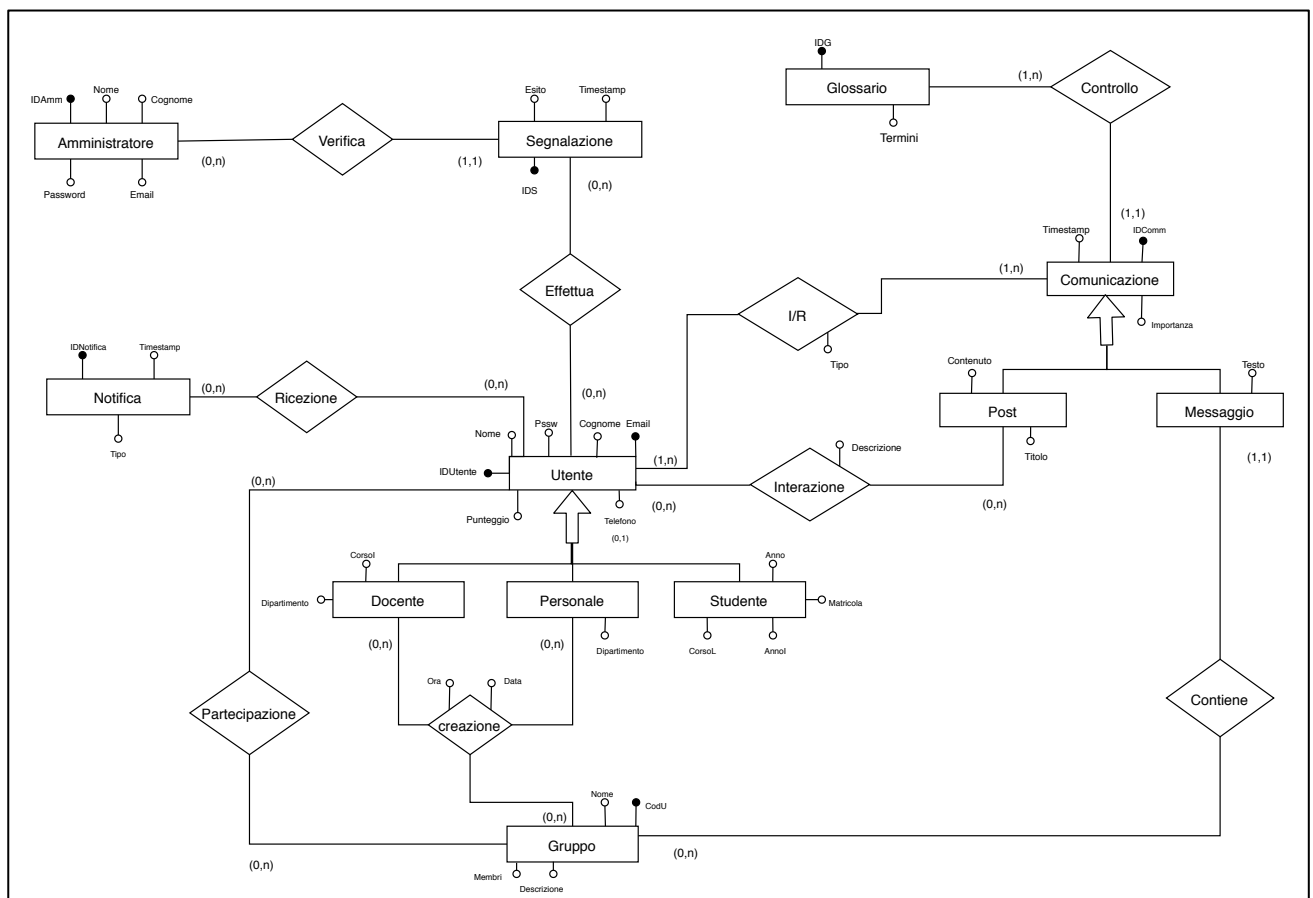 IDG
(1,n)
Glossario
Controllo
Termini
IDAmm
Nome
Cognome
Amministratore
Password
Email
(0,n)
Verifica
(1,1)
Esito
Timestamp
Segnalazione
IDS
(0,n)
(1,1)
Timestamp
IDComm
Comunicazione
(1,n)
Importanza
Effettua
I/R
Tipo
IDNotifica
Timestamp
Notifica
(0,n)
Tipo
Ricezione
(0,n)
(0,n)
Contenuto
Post
Titolo
Testo
Messaggio
(1,1)
Nome
Pssw
Cognome
Email
IDUtente
Utente
(1,n)
Punteggio
Telefono
(0,1)
(0,n)
Descrizione
Interazione
(0,n)
(0,n)
CorsoI
Dipartimento
Docente
(0,n)
Personale
(0,n)
Dipartimento
Anno
Studente
Matricola
CorsoL
AnnoI
Partecipazione
Ora
Data
creazione
Contiene
(0,n)
Nome
CodU
(0,n)
Gruppo
(0,n)
Membri
Descrizione